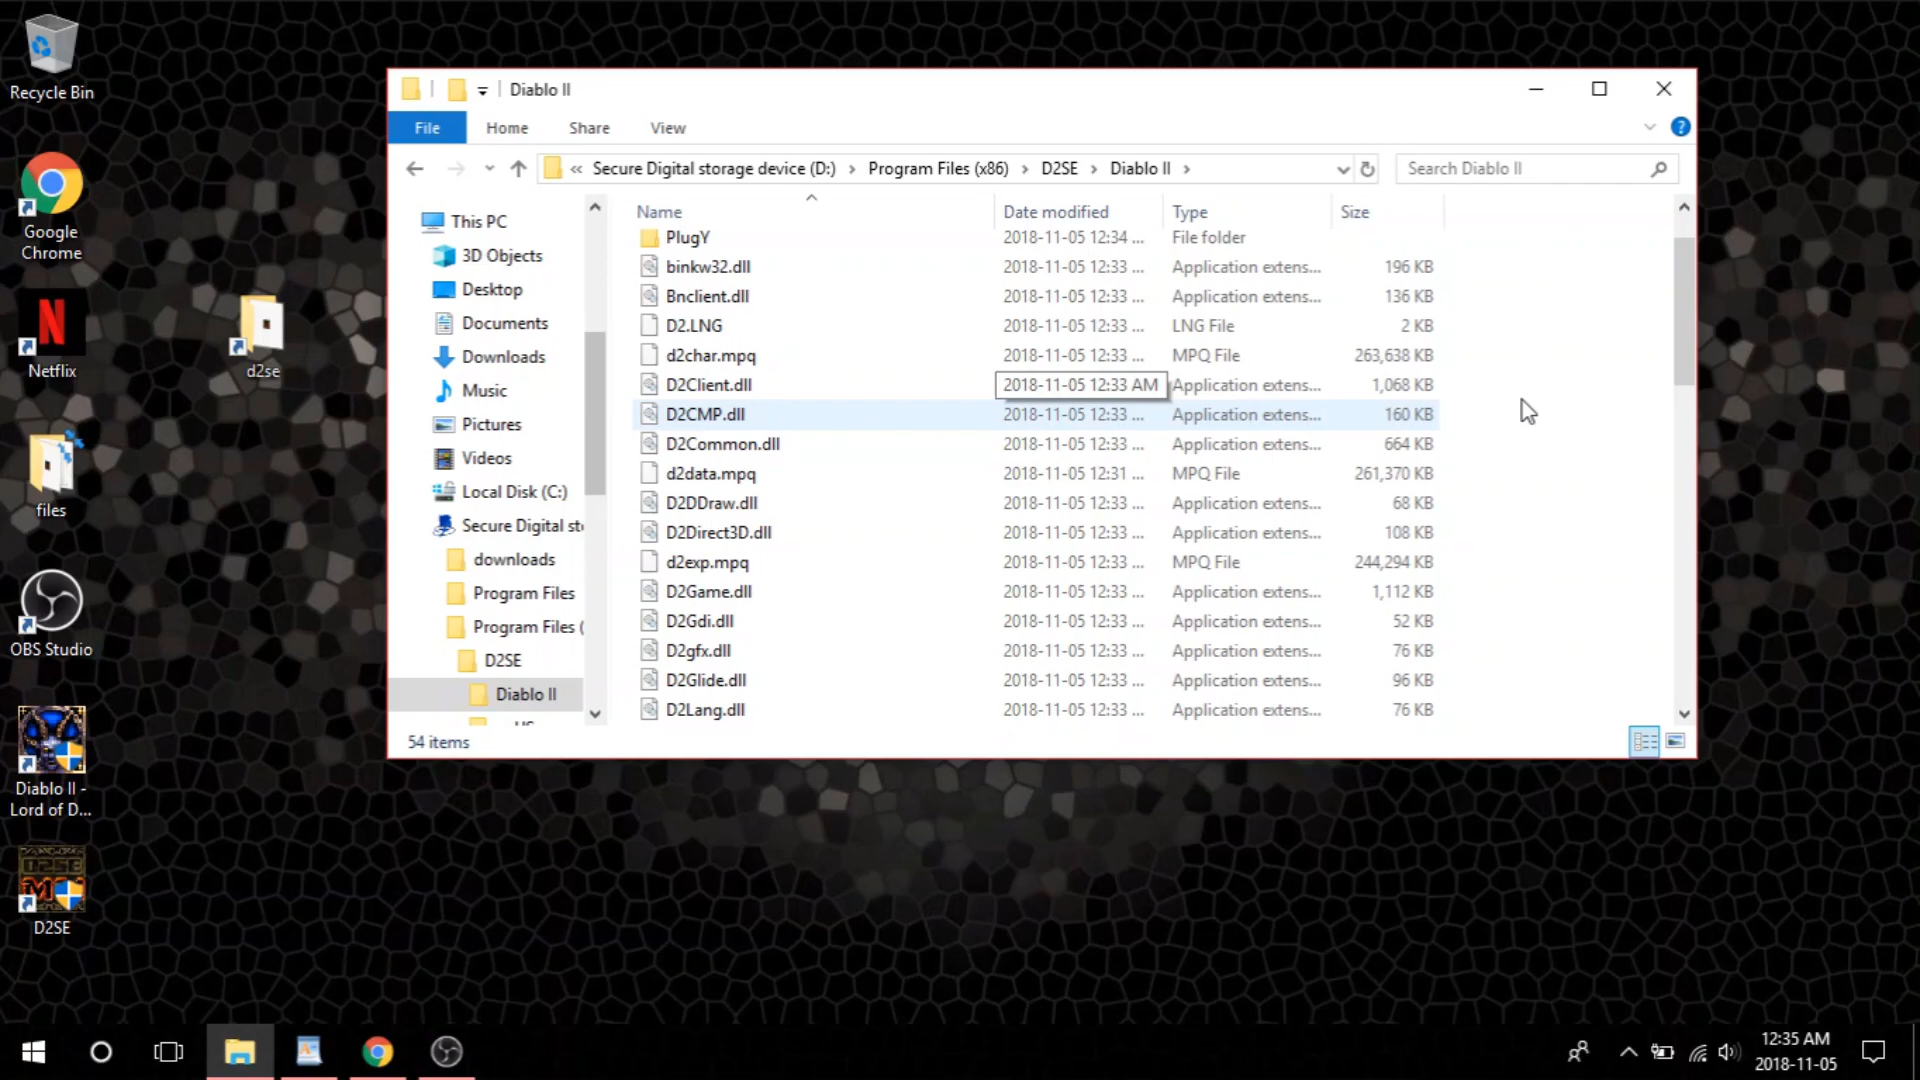 Recycle Bin
Google
Chrome
Netflix
d2se
files
OBS Studio
Diablo II -
Lord of D...
D2SE
Diablo II
File Home Share View
« Secure Digital storage device (D:) Program Files (x86) D2SE Diablo II
Search Diablo II
This PC
3D Objects
Desktop
Documents
Downloads
Music
Pictures
Videos
Local Disk (C:)
Secure Digital st
downloads
Program Files
Program Files (
D2SE
Diablo II
Name Date modified Type Size
PlugY 2018-11-05 12:34 ... File folder
binkw32.dll 2018-11-05 12:33 ... Application extens... 196 KB
Bnclient.dll 2018-11-05 12:33 ... Application extens... 136 KB
D2.LNG 2018-11-05 12:33 ... LNG File 2 KB
d2char.mpq 2018-11-05 12:33 ... MPQ File 263,638 KB
D2Client.dll 2018-11-05 12:33 AM Application extens... 1,068 KB
D2CMP.dll 2018-11-05 12:33 ... Application extens... 160 KB
D2Common.dll 2018-11-05 12:33 ... Application extens... 664 KB
d2data.mpq 2018-11-05 12:31 ... MPQ File 261,370 KB
D2DDraw.dll 2018-11-05 12:33 ... Application extens... 68 KB
D2Direct3D.dll 2018-11-05 12:33 ... Application extens... 108 KB
d2exp.mpq 2018-11-05 12:33 ... MPQ File 244,294 KB
D2Game.dll 2018-11-05 12:33 ... Application extens... 1,112 KB
D2Gdi.dll 2018-11-05 12:33 ... Application extens... 52 KB
D2gfx.dll 2018-11-05 12:33 ... Application extens... 76 KB
D2Glide.dll 2018-11-05 12:33 ... Application extens... 96 KB
D2Lang.dll 2018-11-05 12:33 ... Application extens... 76 KB
54 items
12:35 AM
2018-11-05